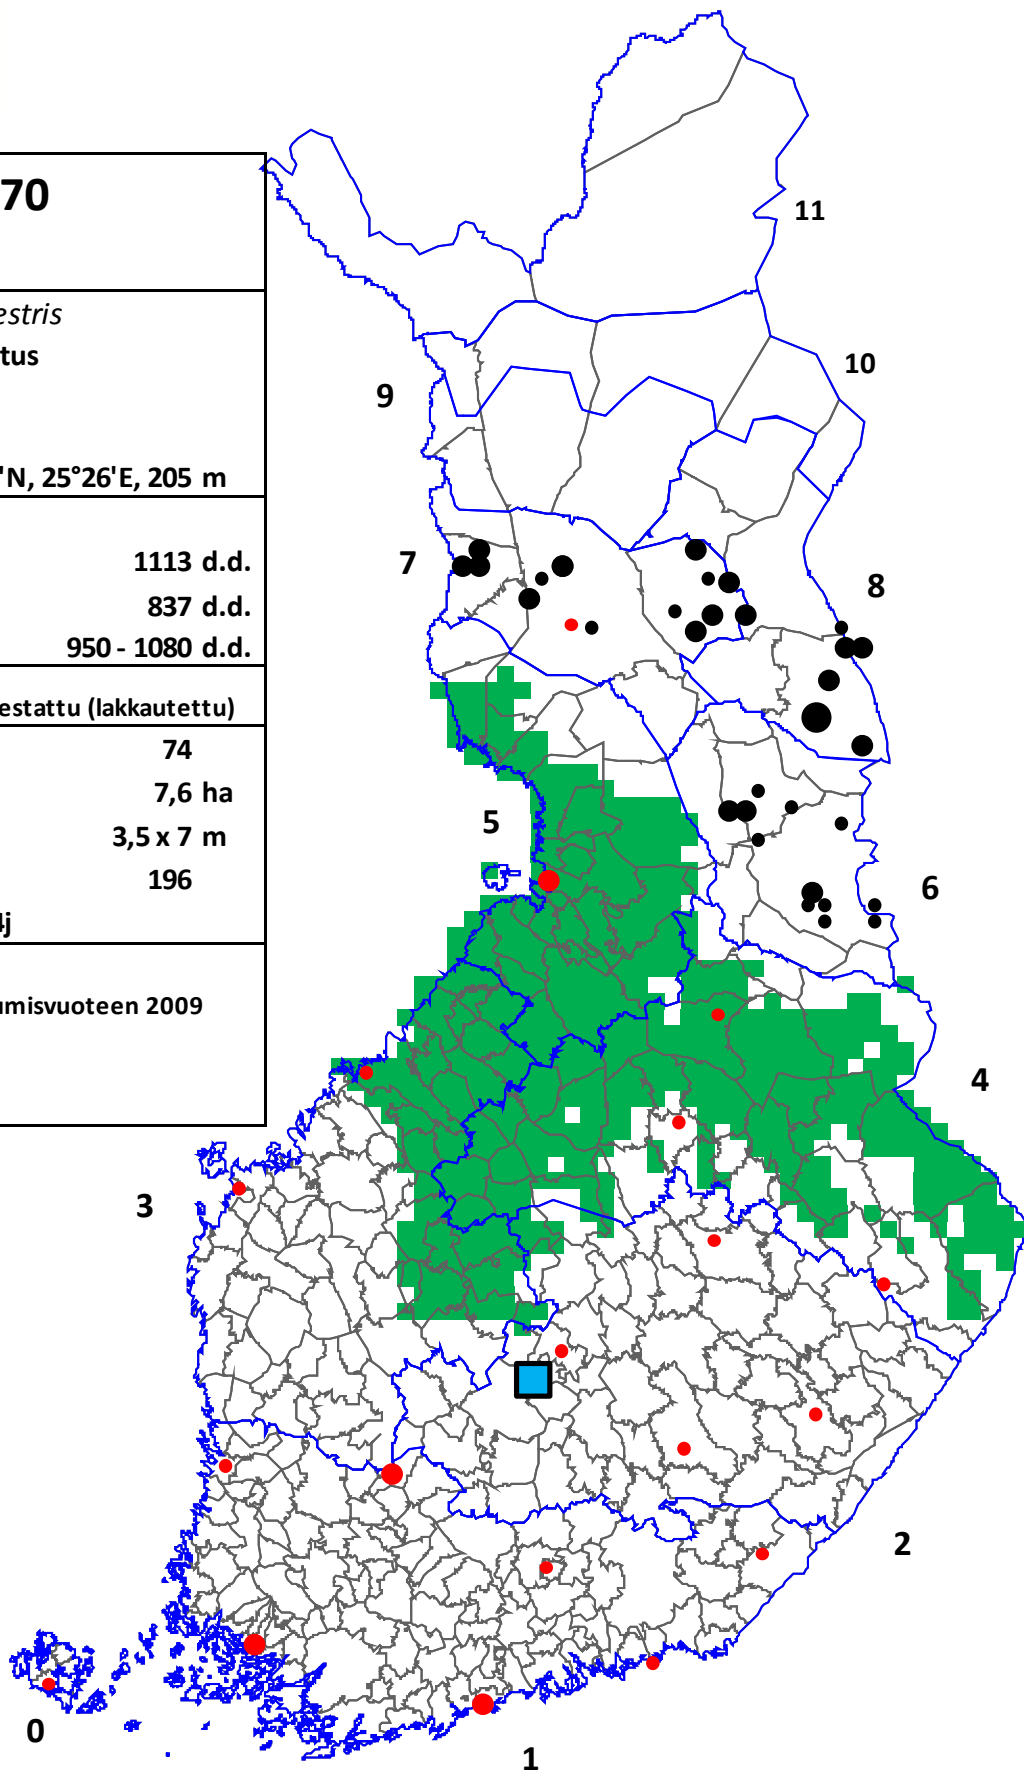 70
estris
tus
'N, 25°26'E, 205 m
1113 d.d.
837 d.d.
950 - 1080 d.d.
estattu (lakkautettu)
74
7,6 ha
3,5 x 7 m
196
4j
umisvuoteen 2009
11
10
9
7
8
5
6
4
3
2
0
1